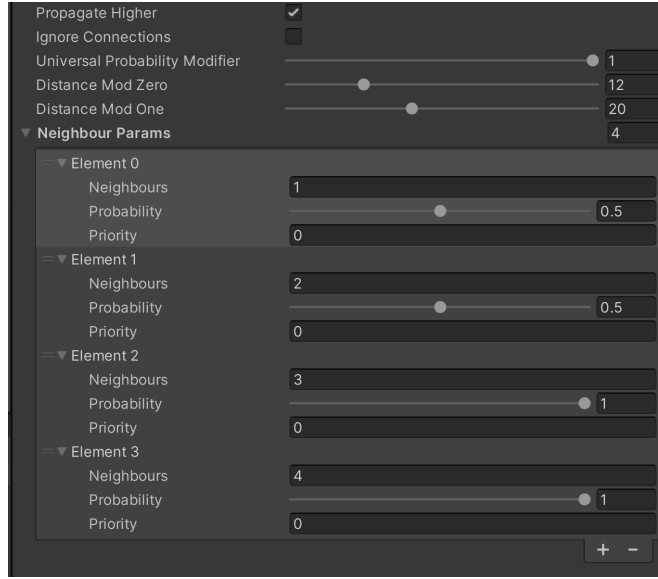 Propagate Higher
Ignore Connections
Universal Probability Modifier 1
Distance Mod Zero 12
Distance Mod One 20
Neighbour Params 4
Element 0
Neighbours 1
Probability 0.5
Priority 0
Element 1
Neighbours 2
Probability 0.5
Priority 0
Element 2
Neighbours 3
Probability 1
Priority 0
Element 3
Neighbours 4
Probability 1
Priority 0
+ −